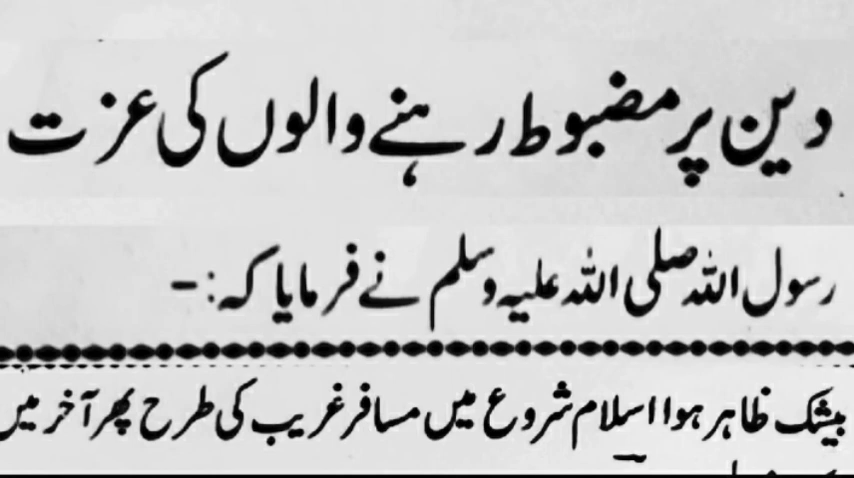 دین پر مضبوط رہنے والوں کی عزت
رسول اللہ صلی اللہ علیہ وسلم نے فرمایا کہ:-
بیشک ظاہر ہوا اسلام شروع میں مسافر غریب کی طرح پھر آخر میں